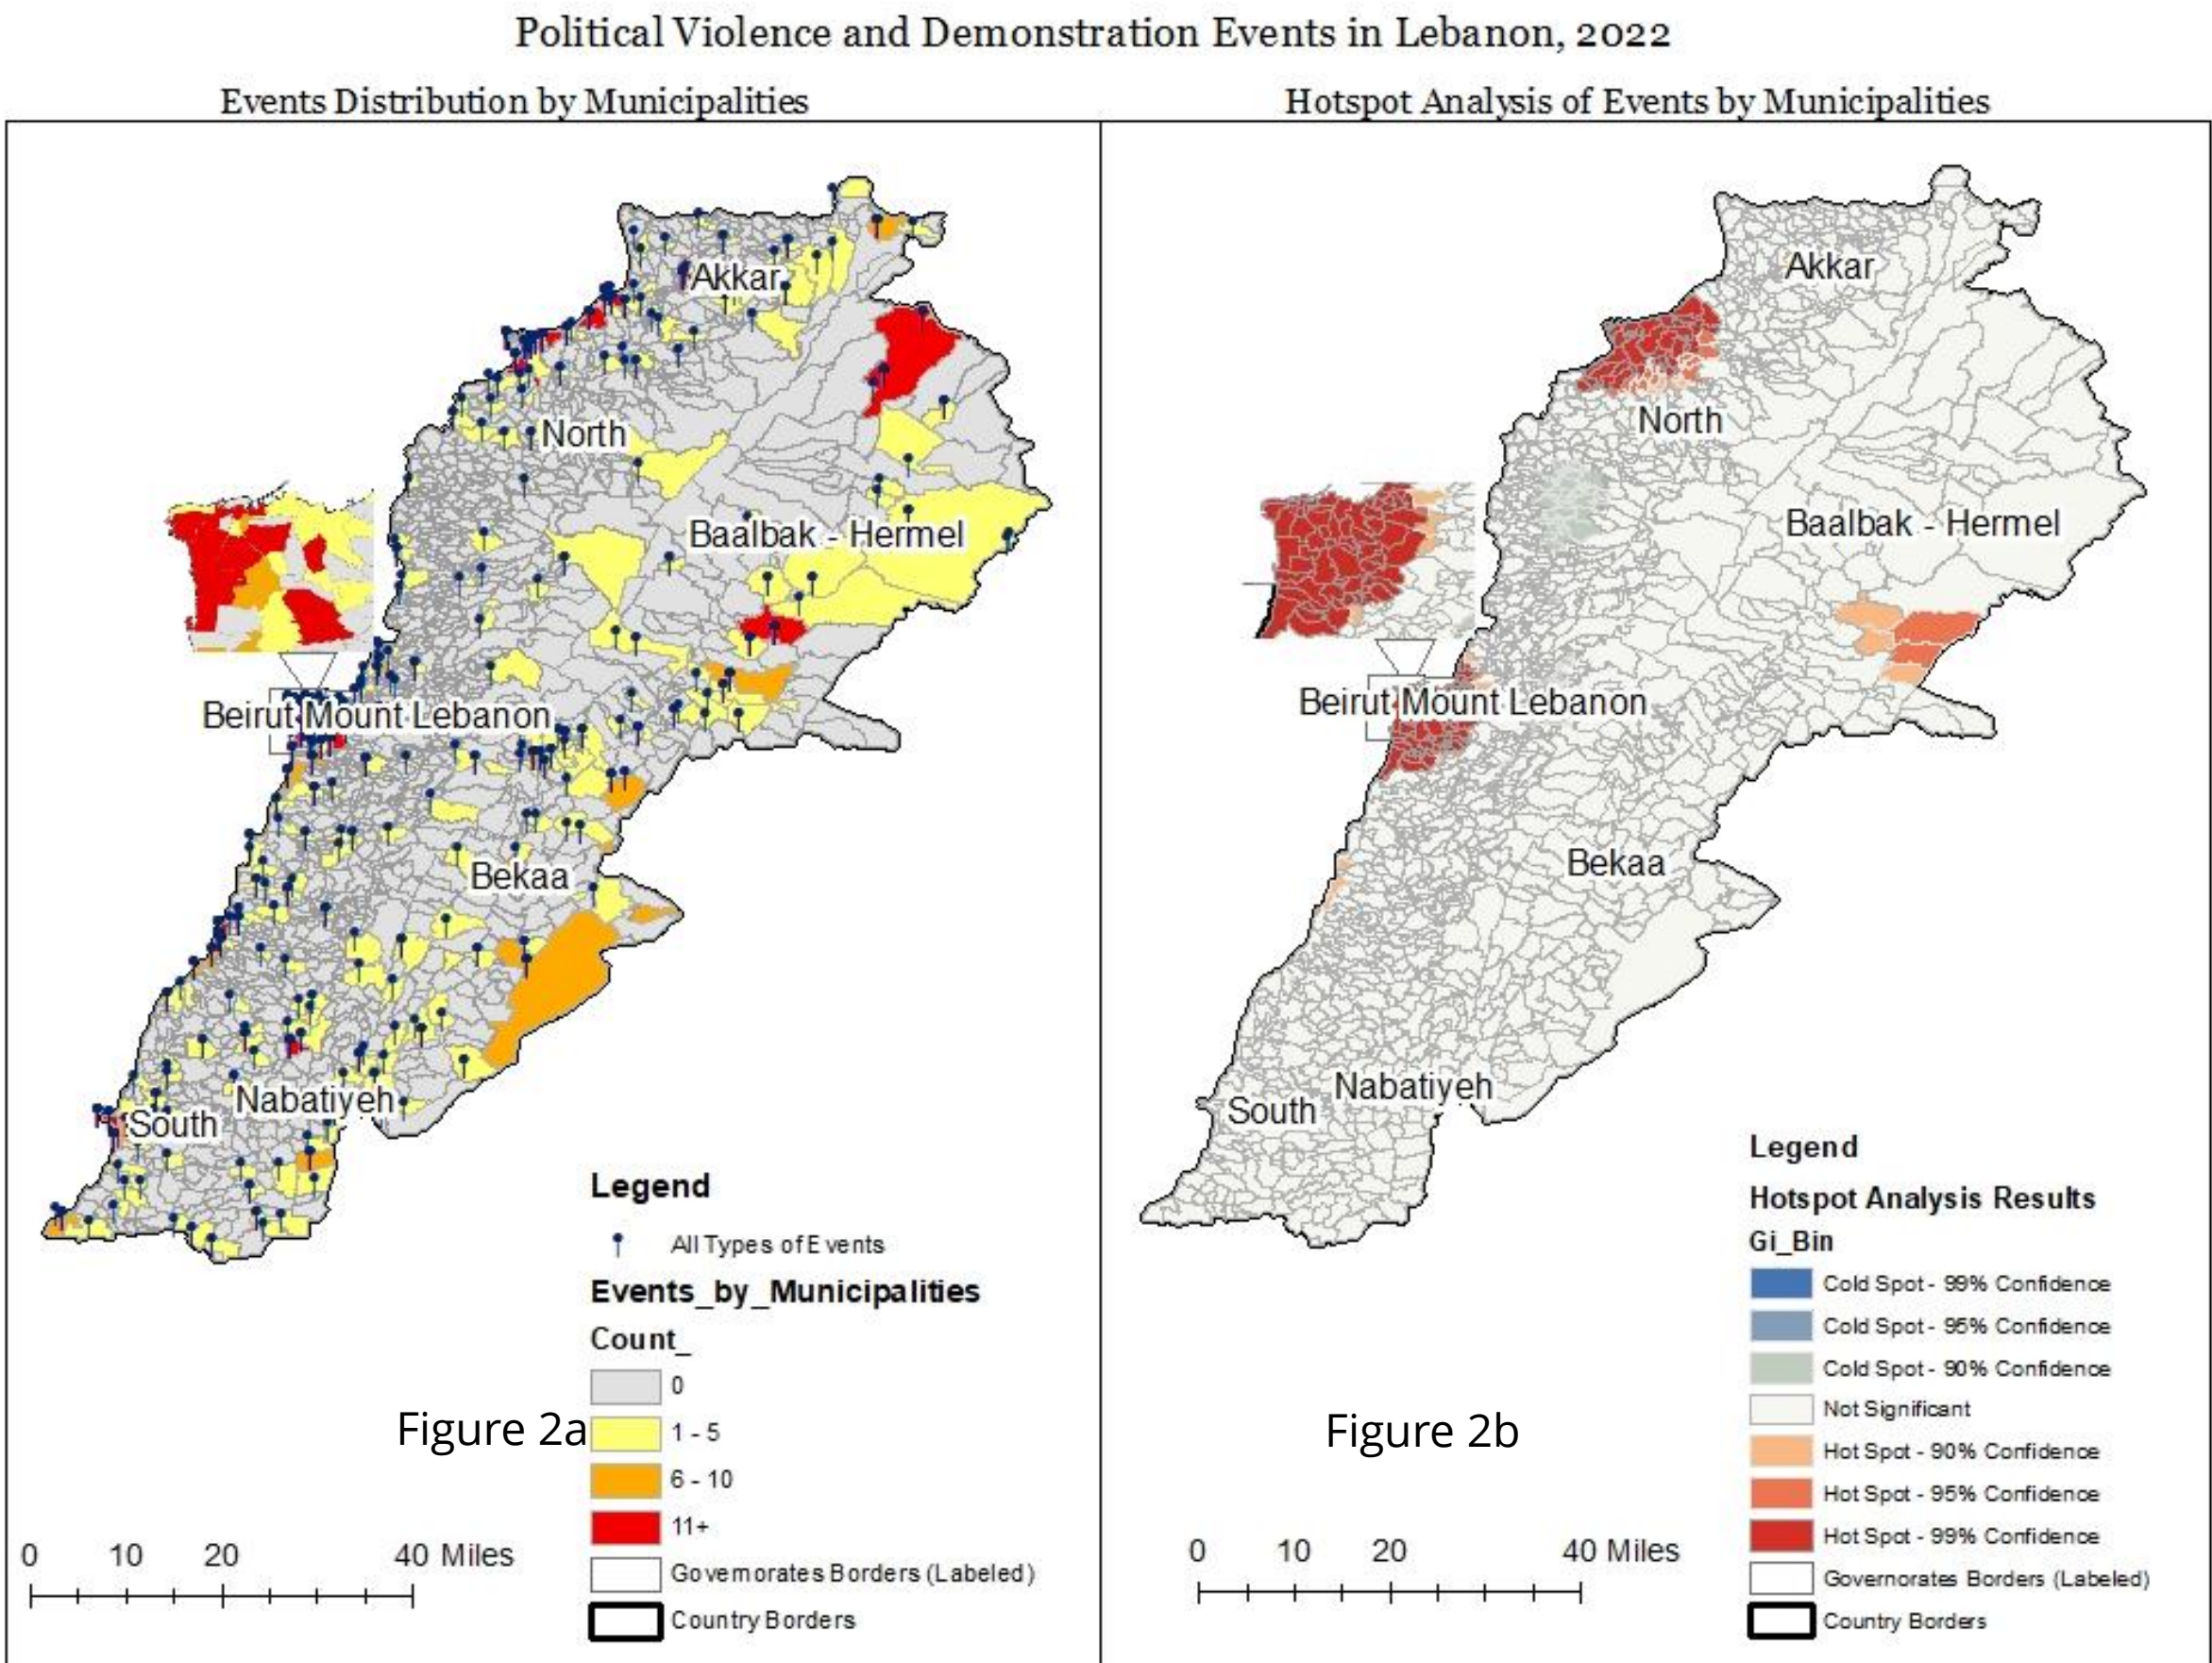 Political Violence and Demonstration Events in Lebanon, 2022
Events Distribution by Municipalities
Akkar
North
Baalbak - Hermel
Beirut Mount Lebanon
Bekaa
Nabatiyeh
South
Legend
All Types of Events
Events_by_Municipalities
Count_
0
1 - 5
6 - 10
11+
Governorates Borders (Labeled)
Country Borders
Figure 2a
0 10 20 40 Miles
Hotspot Analysis of Events by Municipalities
Akkar
North
Baalbak - Hermel
Beirut Mount Lebanon
Bekaa
Nabatiyeh
South
Legend
Hotspot Analysis Results
Gi_Bin
Cold Spot - 99% Confidence
Cold Spot - 95% Confidence
Cold Spot - 90% Confidence
Not Significant
Hot Spot - 90% Confidence
Hot Spot - 95% Confidence
Hot Spot - 99% Confidence
Governorates Borders (Labeled)
Country Borders
Figure 2b
0 10 20 40 Miles